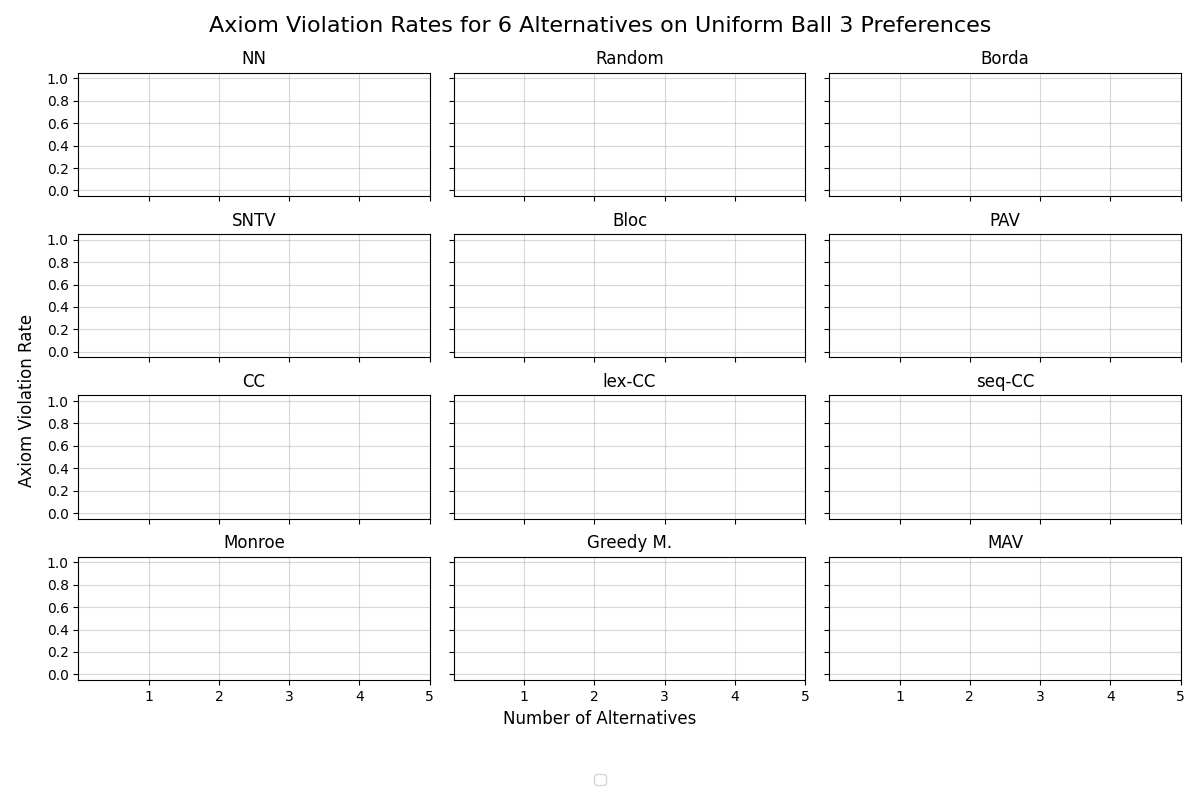 Axiom Violation Rates for 6 Alternatives on Uniform Ball 3 Preferences
NN
Random
Borda
1.0
0.8
0.6
0.4
0.2
0.0
SNTV
Bloc
PAV
1.0
0.8
0.6
0.4
0.2
0.0
CC
lex-CC
seq-CC
1.0
0.8
0.6
0.4
0.2
0.0
Monroe
Greedy M.
MAV
1.0
0.8
0.6
0.4
0.2
0.0
1 2 3 4 5
1 2 3 4 5
1 2 3 4 5
Axiom Violation Rate
Number of Alternatives